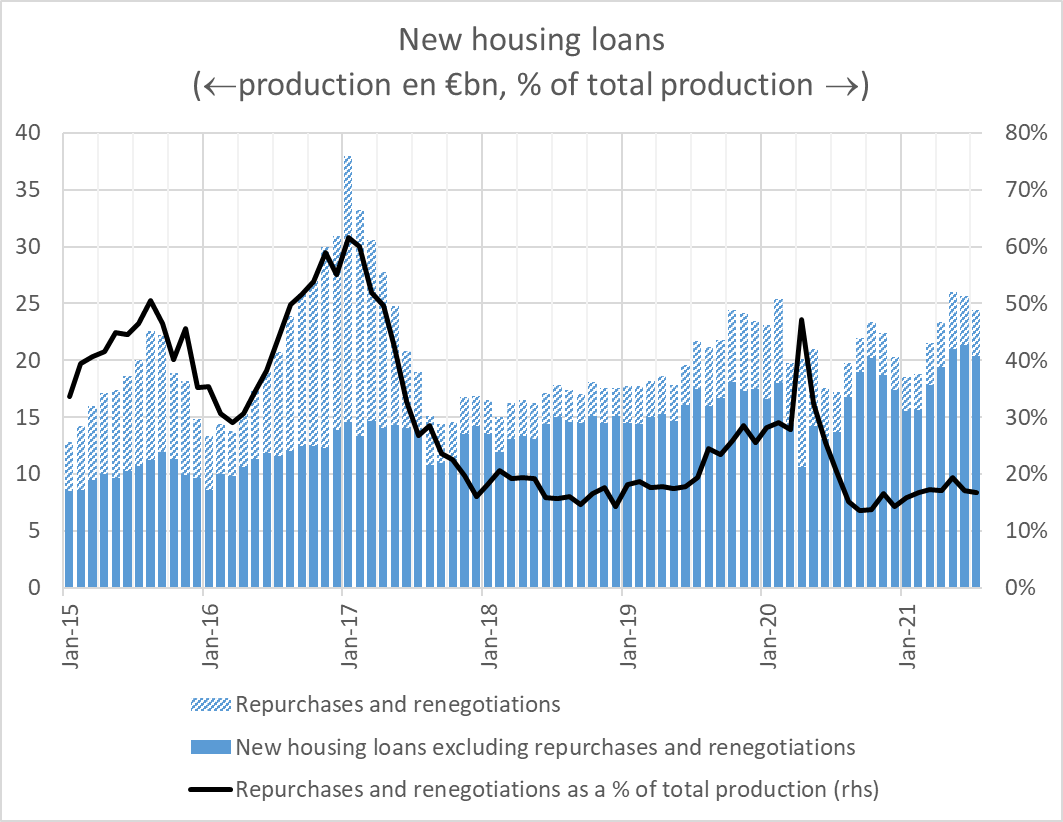 New housing loans
(←production en €bn, % of total production →)
40
35
30
25
20
15
10
5
0
80%
70%
60%
50%
40%
30%
20%
10%
0%
Jan-15
Jan-16
Jan-17
Jan-18
Jan-19
Jan-20
Jan-21
Repurchases and renegotiations
New housing loans excluding repurchases and renegotiations
Repurchases and renegotiations as a % of total production (rhs)